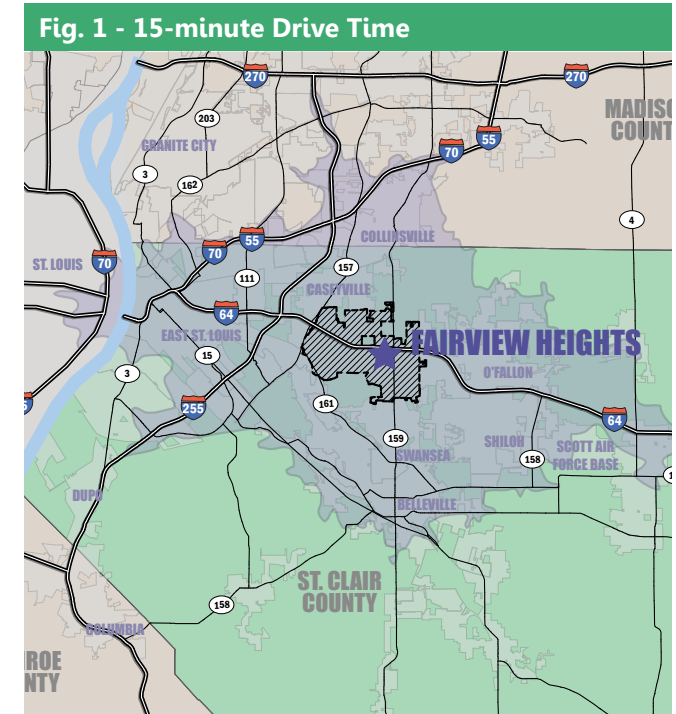 Fig. 1 - 15-minute Drive Time
270
270
203
MADISO
COUNT
55
GRANITE CITY
70
3
162
4
COLLINSVILLE
55
70
ST. LOUIS
70
157
111
CASEYVILLE
64
EAST ST. LOUIS
FAIRVIEW HEIGHTS
15
O'FALLON
3
255
161
64
159
SHILOH
SCOTT AIR
FORCE BASE
SWANSEA
158
1
DUPO
BELLEVILLE
ST. CLAIR
COUNTY
158
COLUMBIA
ROE
NTY